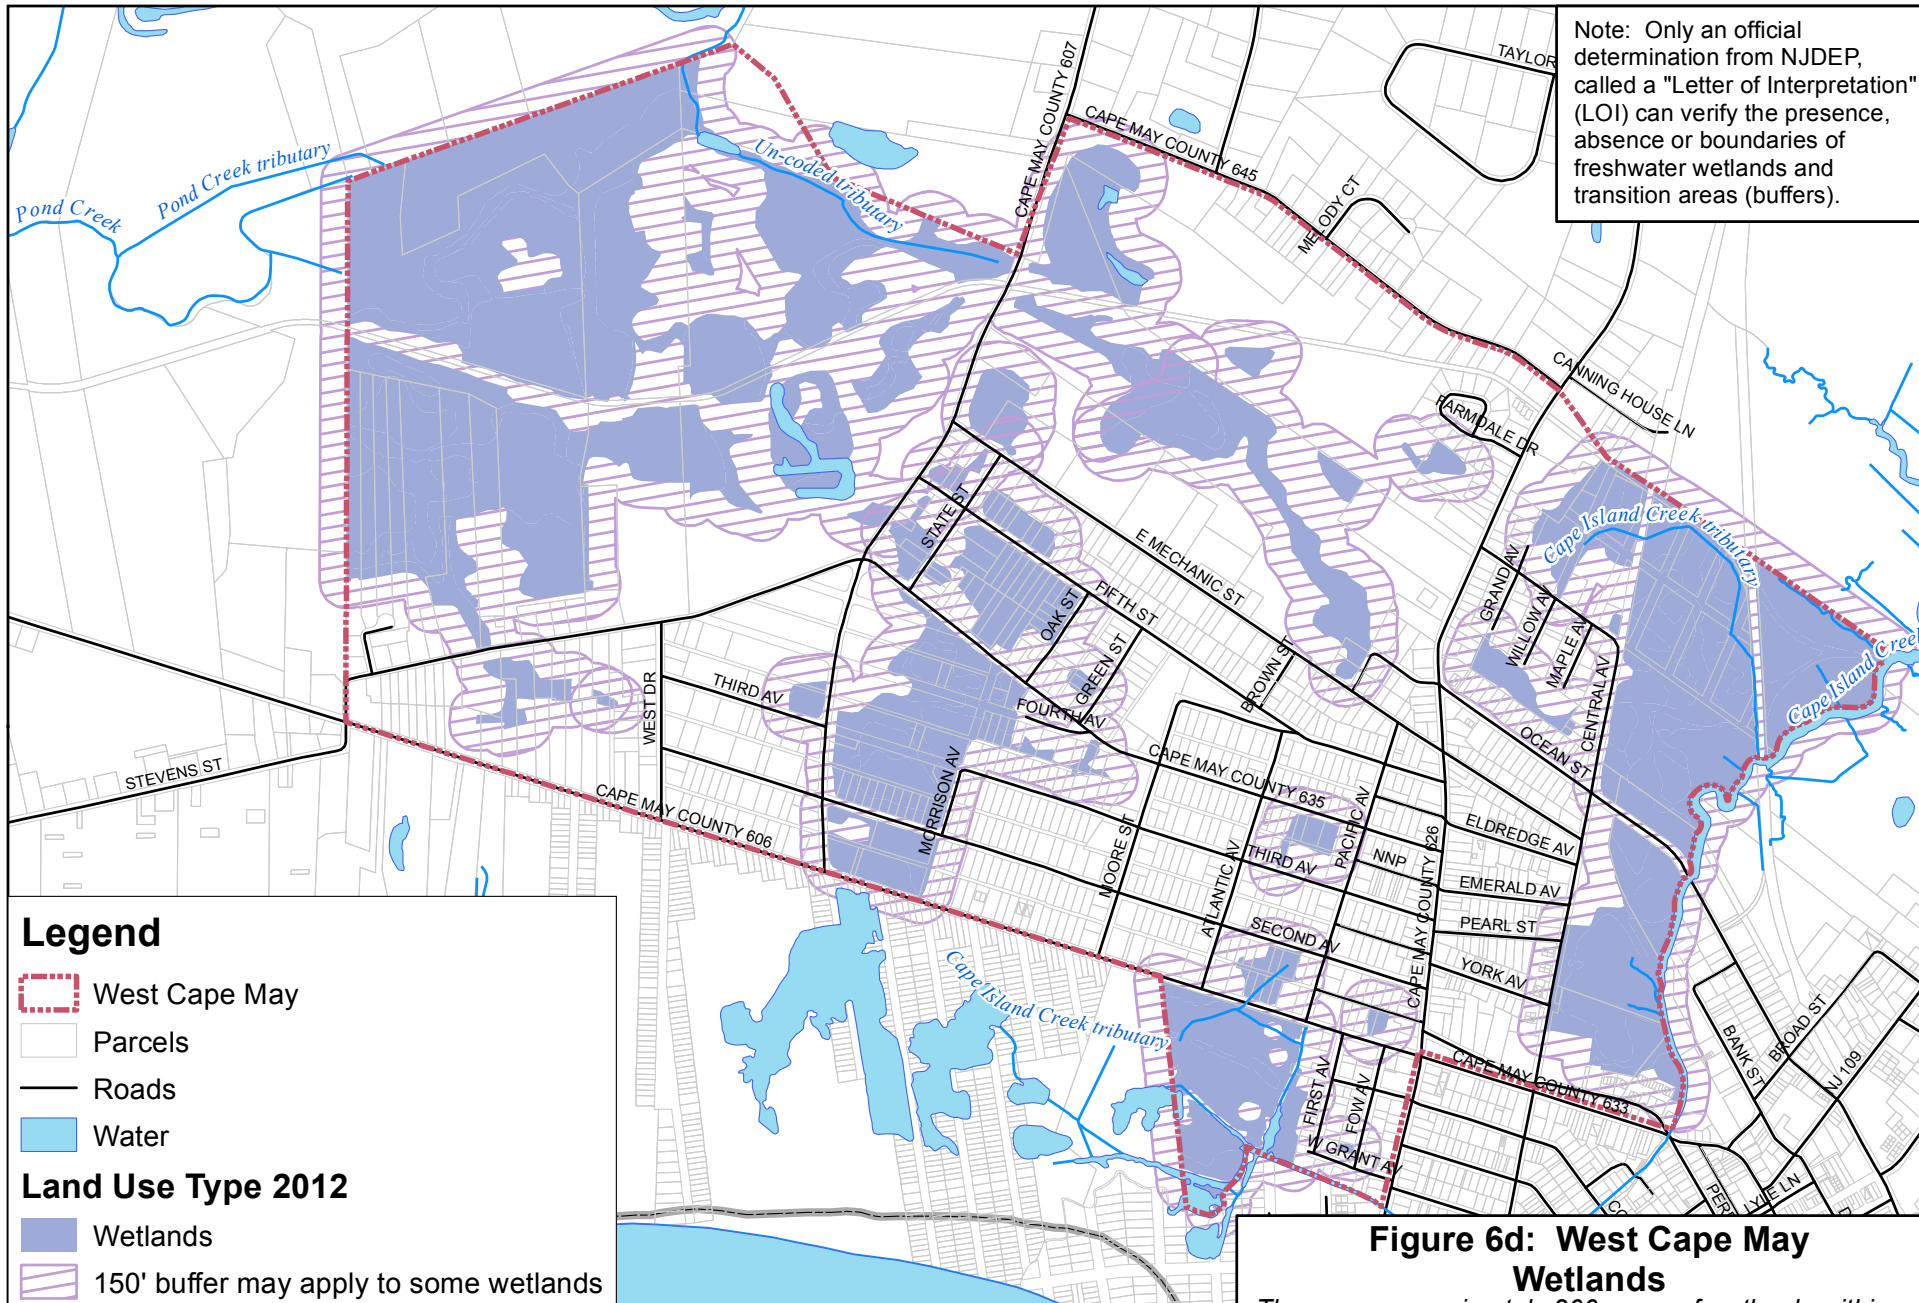 Note: Only an official
determination from NJDEP,
called a "Letter of Interpretation"
(LOI) can verify the presence,
absence or boundaries of
freshwater wetlands and
transition areas (buffers).
TAYLOR
CAPE MAY COUNTY 607
CAPE MAY COUNTY 645
MELODY CT
Pond Creek tributary
Pond Creek
Un-coded tributary
CANNING HOUSE LN
FARMDALE DR
STATE ST
E MECHANIC ST
FIFTH ST
OAK ST
GREEN ST
FOURTH AV
BROWN ST
GRAND AV
WILLOW AV
MAPLE AV
CENTRAL AV
OCEAN ST
Cape Island Creek tributary
Cape Island Creek
THIRD AV
WEST DR
STEVENS ST
CAPE MAY COUNTY 606
MORRISON AV
CAPE MAY COUNTY 635
MOORE ST
ATLANTIC AV
PACIFIC AV
THIRD AV
NNP
CAPE MAY COUNTY 626
ELDREDGE AV
EMERALD AV
PEARL ST
YORK AV
SECOND AV
Cape Island Creek tributary
FIRST AV
FOW AV
W GRANT AV
CAPE MAY COUNTY 633
BANK ST
BROAD ST
NJ 109
LYLE LN
Legend
West Cape May
Parcels
Roads
Water
Land Use Type 2012
Wetlands
150' buffer may apply to some wetlands
Figure 6d: West Cape May
Wetlands